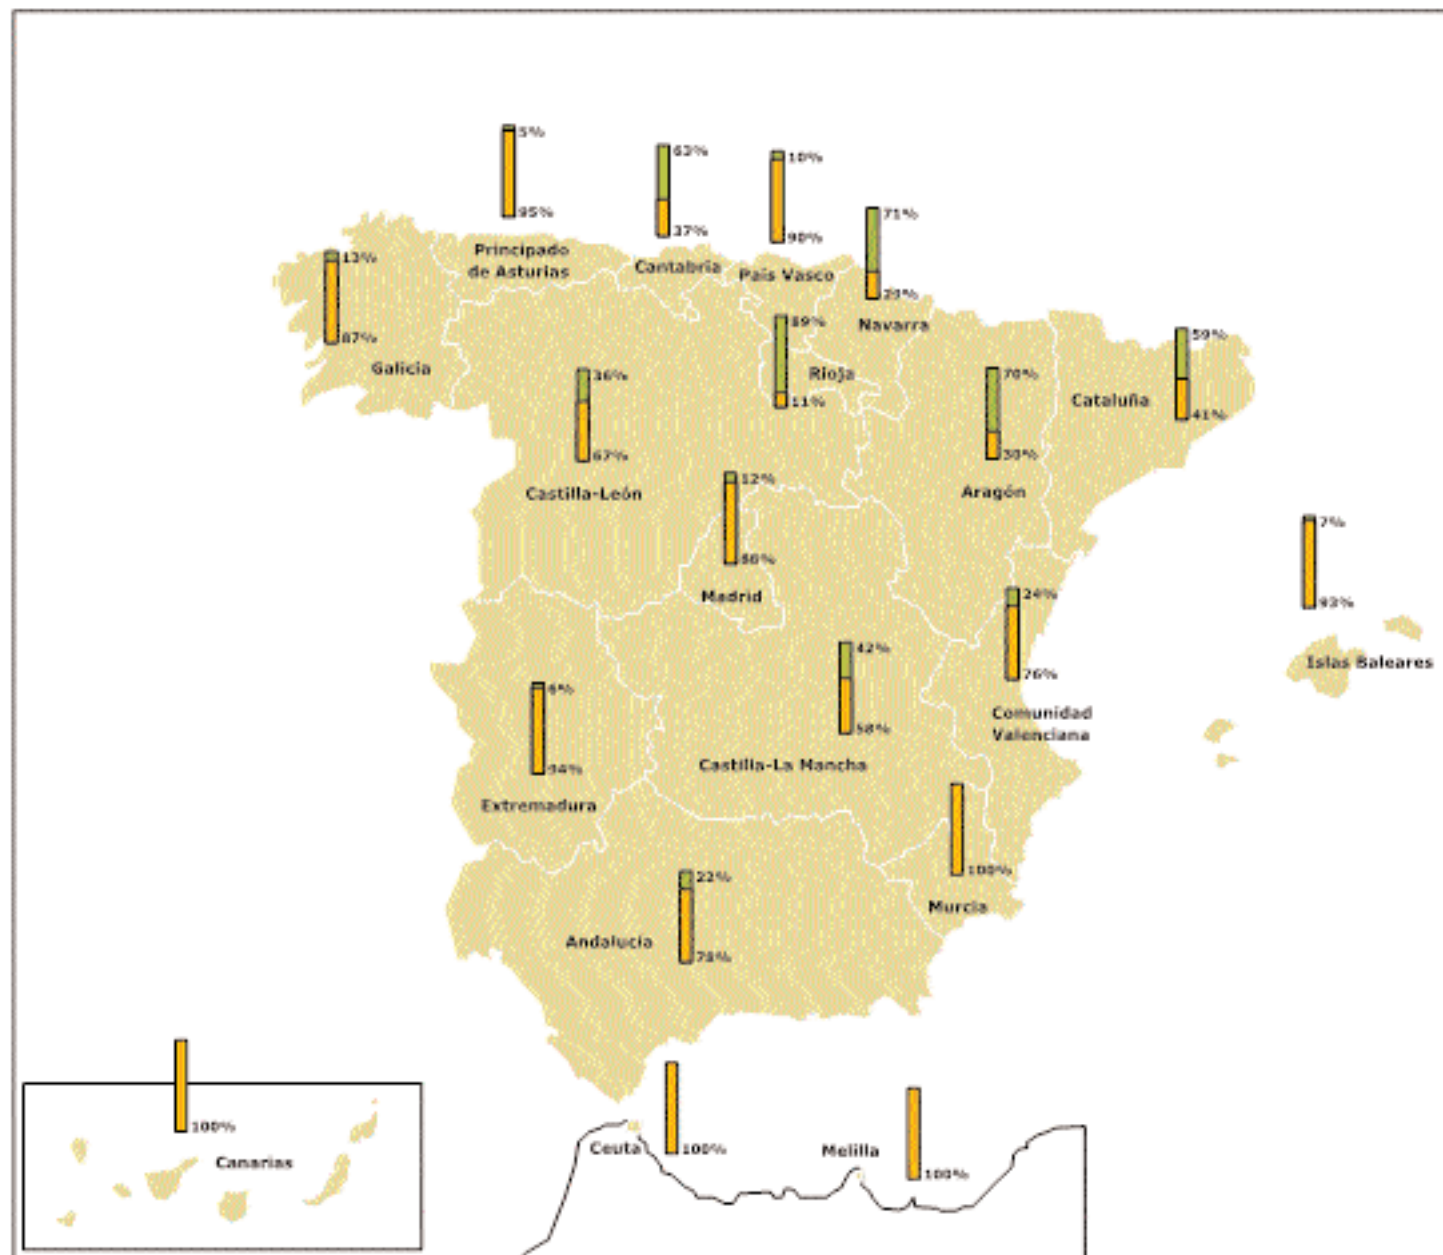 5%
95%
Principado
de Asturias
63%
37%
Cantabria
10%
90%
País Vasco
71%
29%
Navarra
13%
87%
Galicia
89%
11%
Rioja
59%
41%
Cataluña
36%
67%
Castilla-León
70%
30%
Aragón
12%
Madrid
7%
93%
Islas Baleares
24%
76%
Comunidad
Valenciana
42%
58%
Castilla-La Mancha
6%
94%
Extremadura
100%
Murcia
22%
78%
Andalucía
100%
Canarias
100%
Ceuta
100%
Melilla